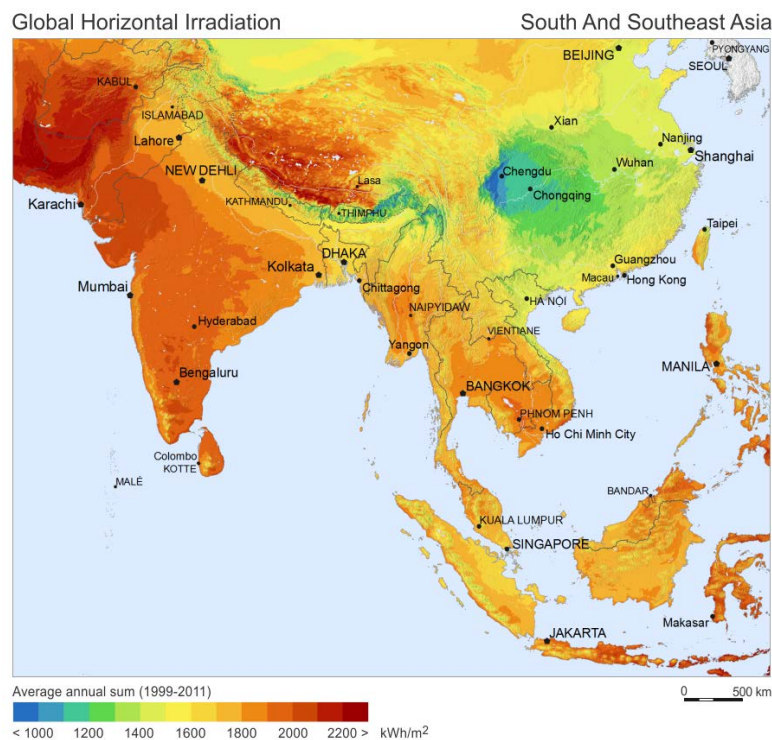 Global Horizontal Irradiation
South And Southeast Asia
BEIJING
PYONGYANG
SEOUL
KABUL
ISLAMABAD
Lahore
Xian
Nanjing
Shanghai
NEW DEHLI
Lasa
Chengdu
Wuhan
Chongqing
Karachi
KATHMANDU
THIMPHU
Taipei
DHAKA
Kolkata
Guangzhou
Macau
Hong Kong
Mumbai
Chittagong
HÀ NỘI
NAIPYIDAW
Hyderabad
VIENTIANE
Yangon
MANILA
Bengaluru
BANGKOK
PHNOM PENH
Ho Chi Minh City
Colombo
KOTTE
MALÉ
BANDAR
KUALA LUMPUR
SINGAPORE
Makasar
JAKARTA
Average annual sum (1999-2011)
0 500 km
< 1000 1200 1400 1600 1800 2000 2200 > kWh/m²